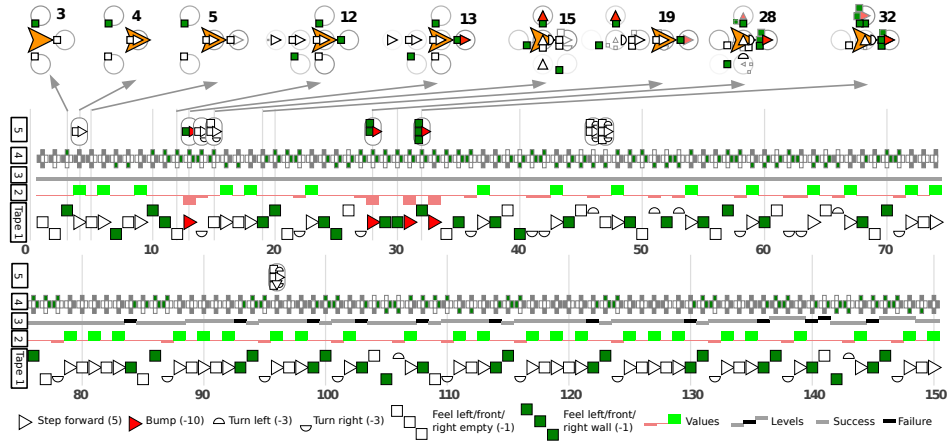 3 4 5 12 13 15 19 28 32
5
4
3
2
Tape 1
0 10 20 30 40 50 60 70
5
4
3
2
Tape 1
80 90 100 110 120 130 140 150
Step forward (5) Bump (-10) Turn left (-3) Turn right (-3) Feel left/front/ right empty (-1) Feel left/front/ right wall (-1) Values Levels Success Failure